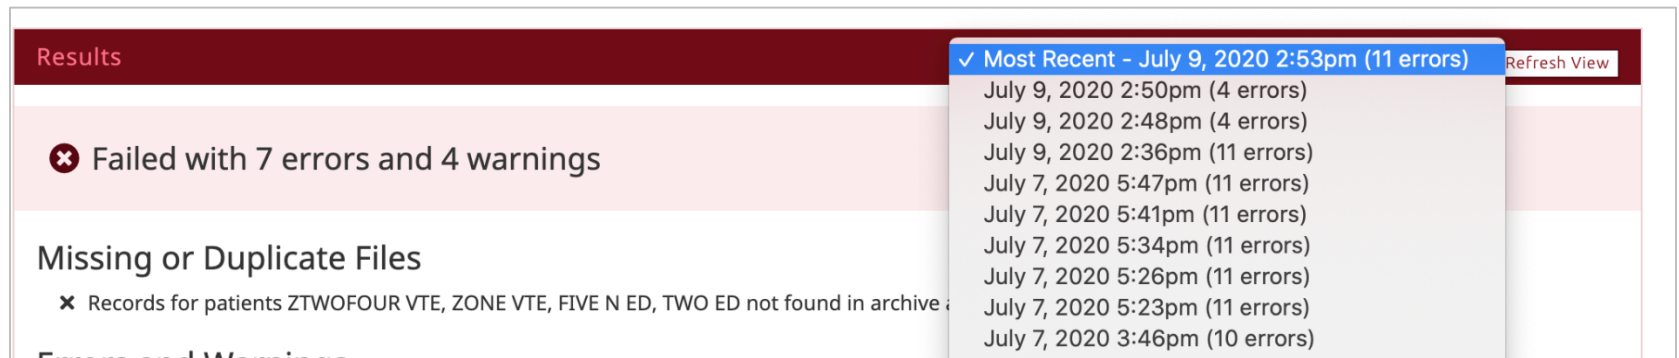 Results
✓ Most Recent - July 9, 2020 2:53pm (11 errors)
Refresh View
July 9, 2020 2:50pm (4 errors)
July 9, 2020 2:48pm (4 errors)
July 9, 2020 2:36pm (11 errors)
July 7, 2020 5:47pm (11 errors)
July 7, 2020 5:41pm (11 errors)
July 7, 2020 5:34pm (11 errors)
July 7, 2020 5:26pm (11 errors)
July 7, 2020 5:23pm (11 errors)
July 7, 2020 3:46pm (10 errors)
Failed with 7 errors and 4 warnings
Missing or Duplicate Files
Records for patients ZTWOFOUR VTE, ZONE VTE, FIVE N ED, TWO ED not found in archive
Errors and Warnings